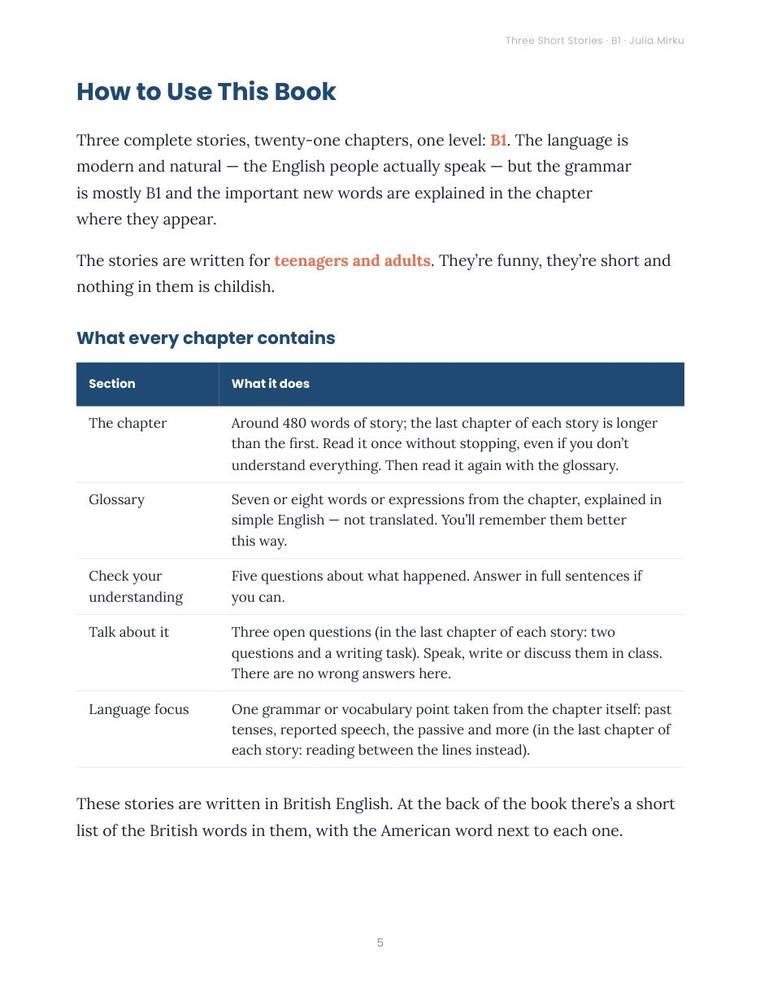 Three Short Stories · B1 · Julia Mirku
How to Use This Book
Three complete stories, twenty-one chapters, one level: B1. The language is
modern and natural — the English people actually speak — but the grammar
is mostly B1 and the important new words are explained in the chapter
where they appear.
The stories are written for teenagers and adults. They’re funny, they’re short and
nothing in them is childish.
What every chapter contains
Section What it does
The chapter Around 480 words of story; the last chapter of each story is longer
than the first. Read it once without stopping, even if you don’t
understand everything. Then read it again with the glossary.
Glossary Seven or eight words or expressions from the chapter, explained in
simple English — not translated. You’ll remember them better
this way.
Check your Five questions about what happened. Answer in full sentences if
understanding you can.
Talk about it Three open questions (in the last chapter of each story: two
questions and a writing task). Speak, write or discuss them in class.
There are no wrong answers here.
Language focus One grammar or vocabulary point taken from the chapter itself: past
tenses, reported speech, the passive and more (in the last chapter of
each story: reading between the lines instead).
These stories are written in British English. At the back of the book there’s a short
list of the British words in them, with the American word next to each one.
5